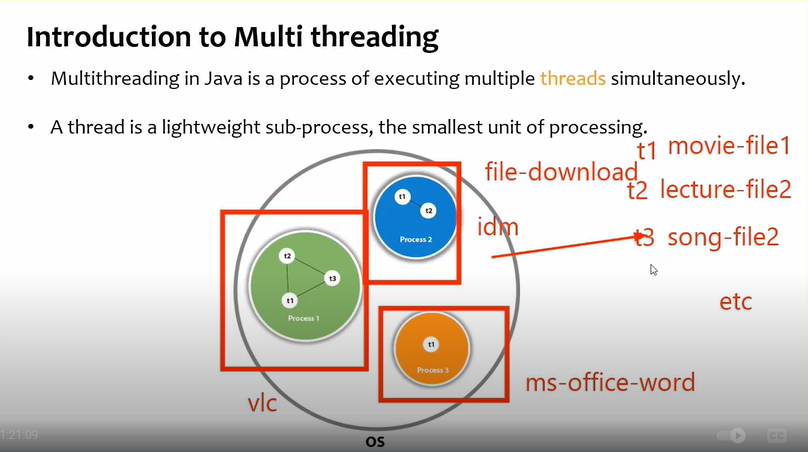 Introduction to Multi threading
• Multithreading in Java is a process of executing multiple threads simultaneously.
• A thread is a lightweight sub-process, the smallest unit of processing.
t1 movie-file1
file-download
t2 lecture-file2
t1
t2
Process 2
idm
t3 song-file2
t2
t3
t1
Process 1
etc
t1
Process 3
ms-office-word
vlc
1:21:09
CC
OS